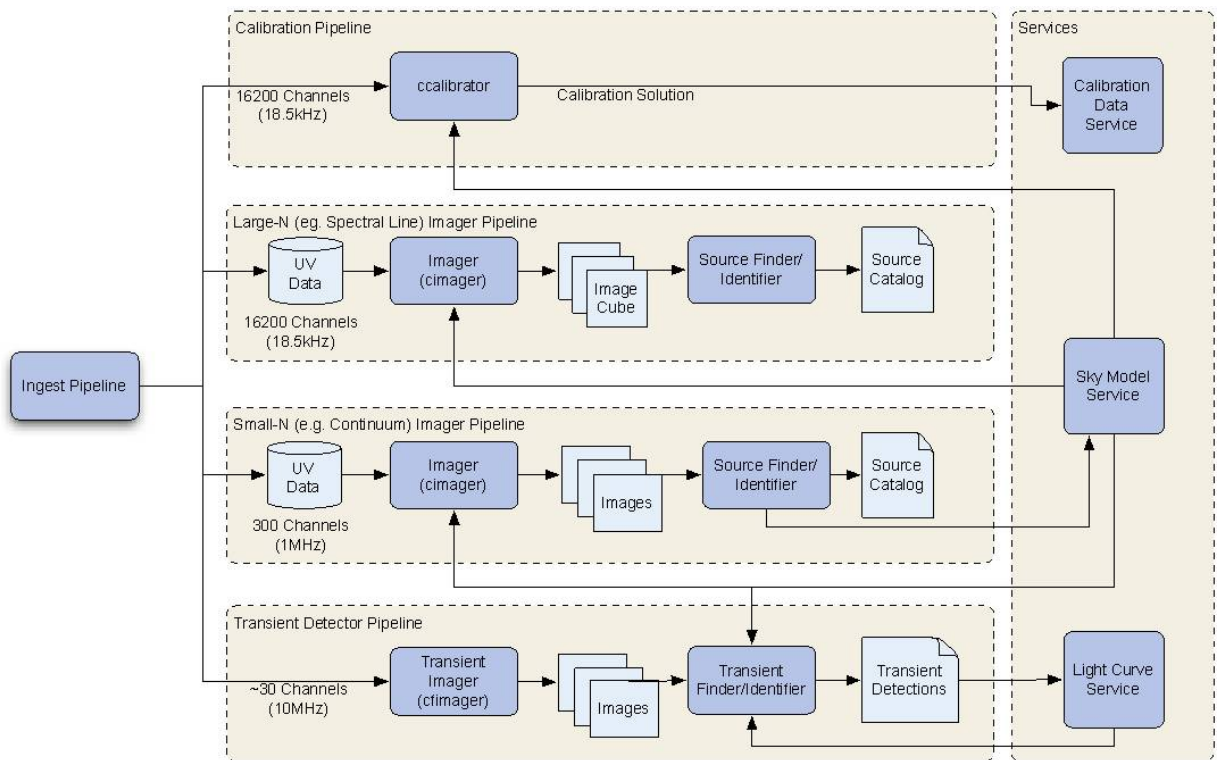 Calibration Pipeline
Services
16200 Channels
(18.5kHz)
ccalibrator
Calibration Solution
Calibration
Data
Service
Large-N (eg. Spectral Line) Imager Pipeline
UV
Data
16200 Channels
(18.5kHz)
Imager
(cimager)
Image
Cube
Source Finder/
Identifier
Source
Catalog
Ingest Pipeline
Sky Model
Service
Small-N (e.g. Continuum) Imager Pipeline
UV
Data
300 Channels
(1MHz)
Imager
(cimager)
Images
Source Finder/
Identifier
Source
Catalog
Transient Detector Pipeline
~30 Channels
(10MHz)
Transient
Imager
(cfimager)
Images
Transient
Finder/Identifier
Transient
Detections
Light Curve
Service